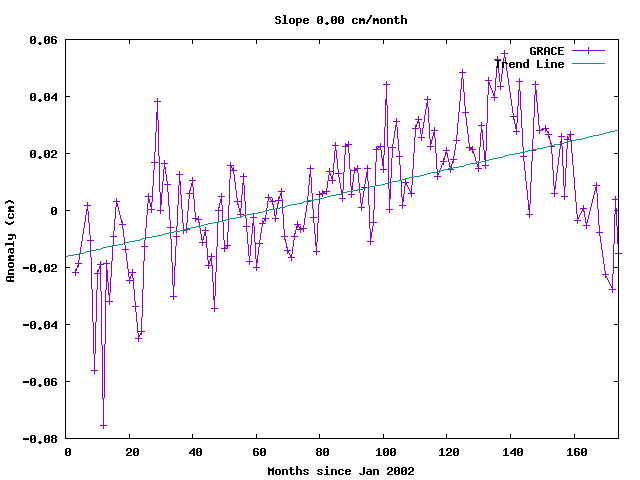 Slope 0.00 cm/month
GRACE
Trend Line
0.06
0.04
0.02
0
-0.02
-0.04
-0.06
-0.08
Anomaly (cm)
0 20 40 60 80 100 120 140 160
Months since Jan 2002